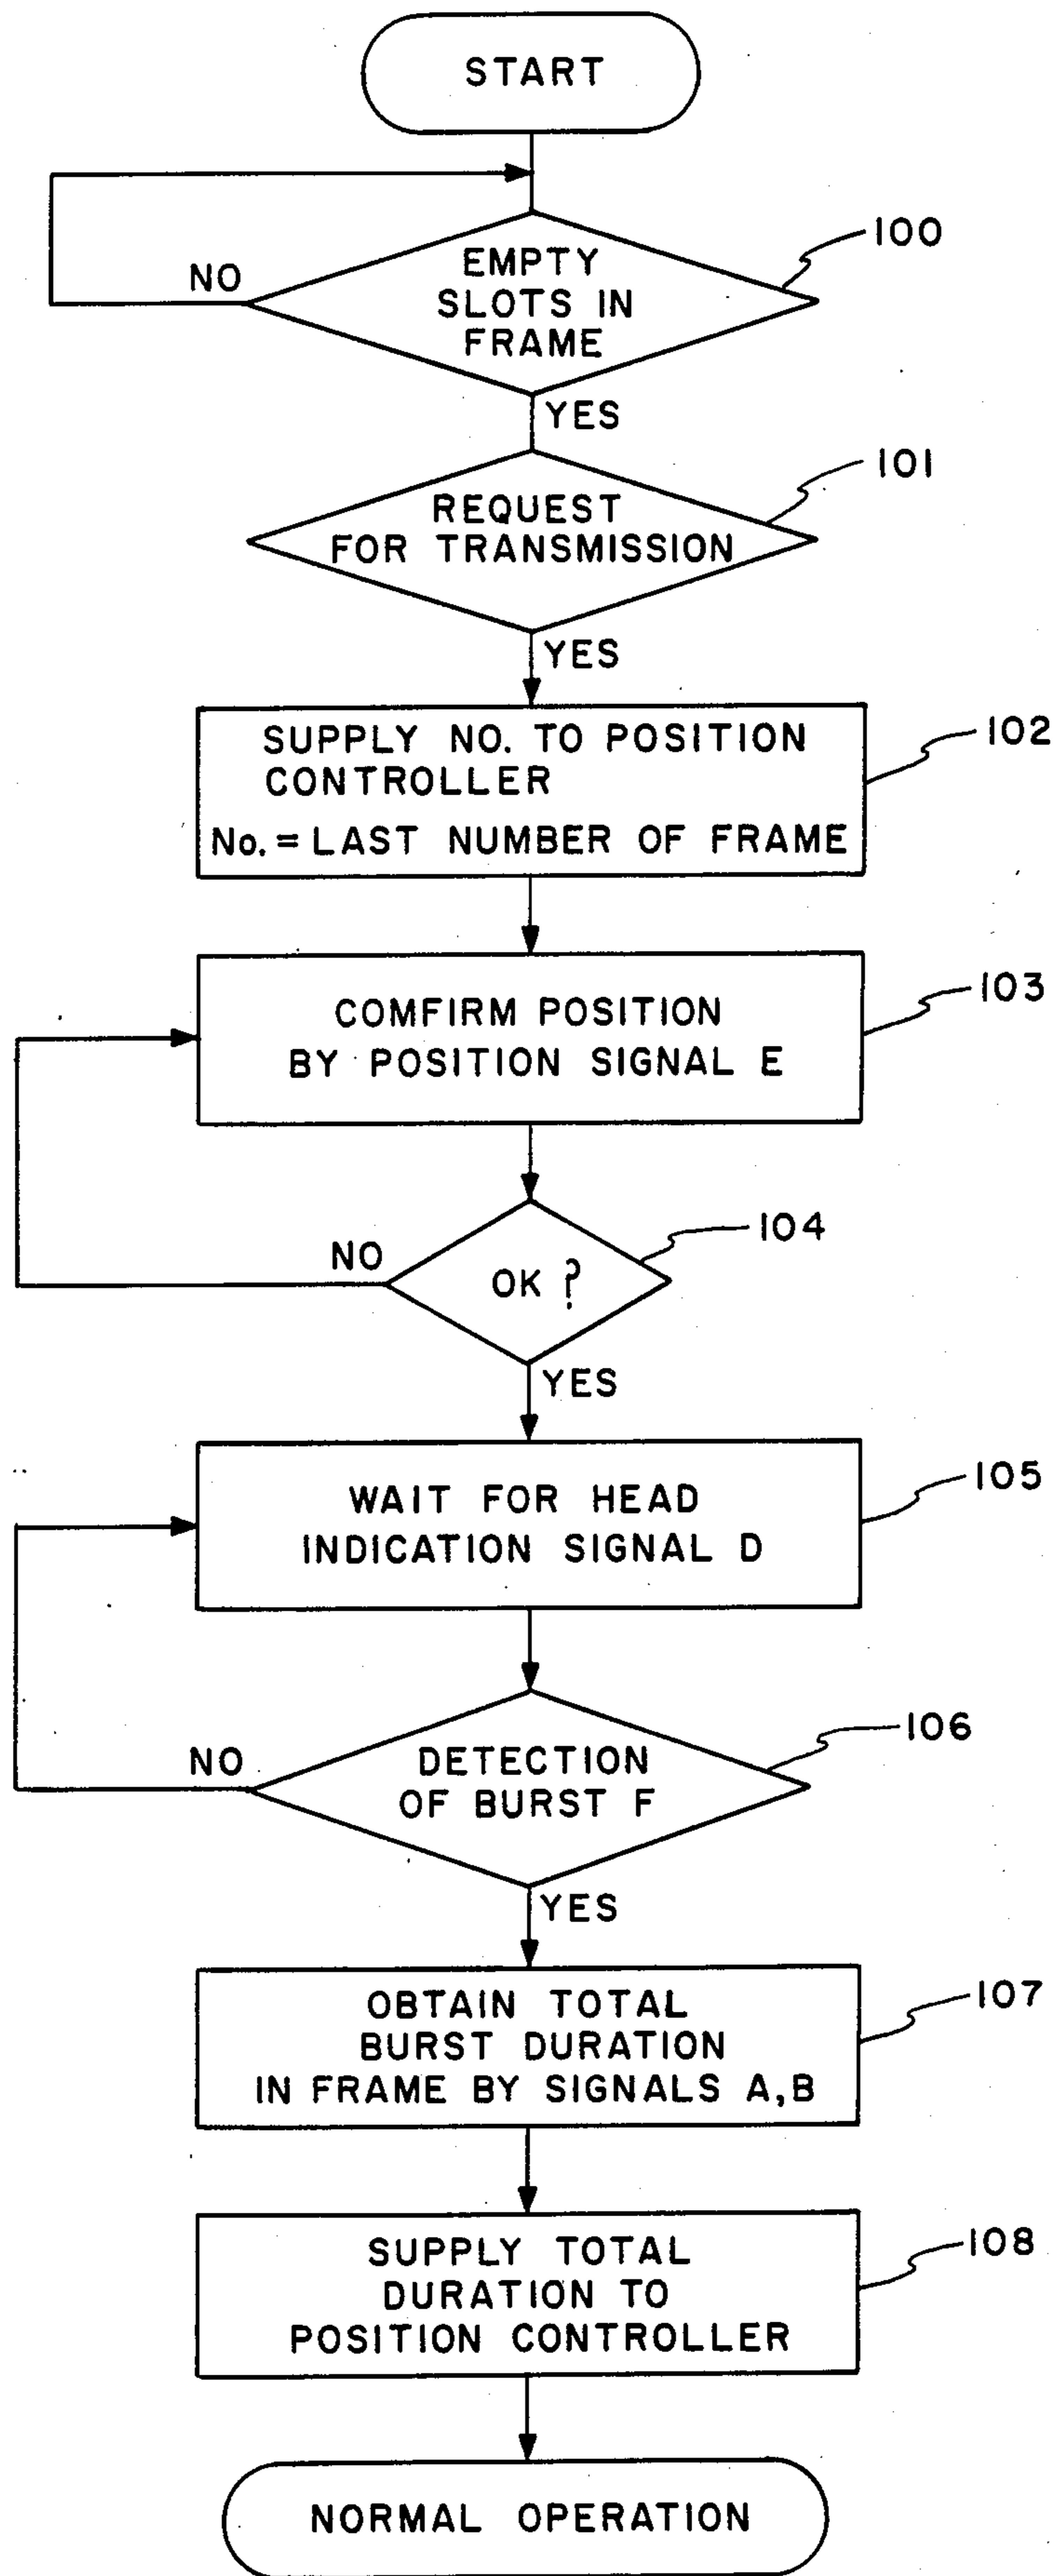 START
100
EMPTY
SLOTS IN
FRAME
NO
YES
101
REQUEST
FOR TRANSMISSION
YES
102
SUPPLY NO. TO POSITION
CONTROLLER
No. = LAST NUMBER OF FRAME
103
COMFIRM POSITION
BY POSITION SIGNAL E
104
NO
OK ?
YES
105
WAIT FOR HEAD
INDICATION SIGNAL D
106
NO
DETECTION
OF BURST F
YES
107
OBTAIN TOTAL
BURST DURATION
IN FRAME BY SIGNALS A,B
108
SUPPLY TOTAL
DURATION TO
POSITION CONTROLLER
NORMAL OPERATION